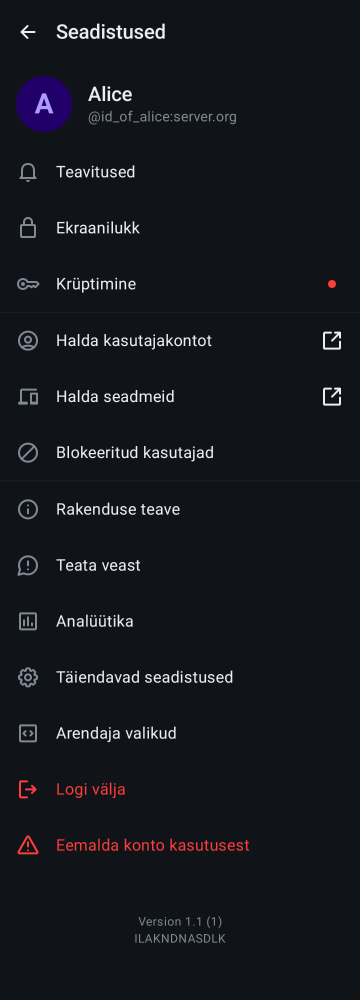 Seadistused
A
Alice
@id_of_alice:server.org
Teavitused
Ekraanilukk
Krüptimine
Halda kasutajakontot
Halda seadmeid
Blokeeritud kasutajad
Rakenduse teave
Teata veast
Analüütika
Täiendavad seadistused
Arendaja valikud
Logi välja
Eemalda konto kasutusest
Version 1.1 (1)
ILAKNDNASDLK